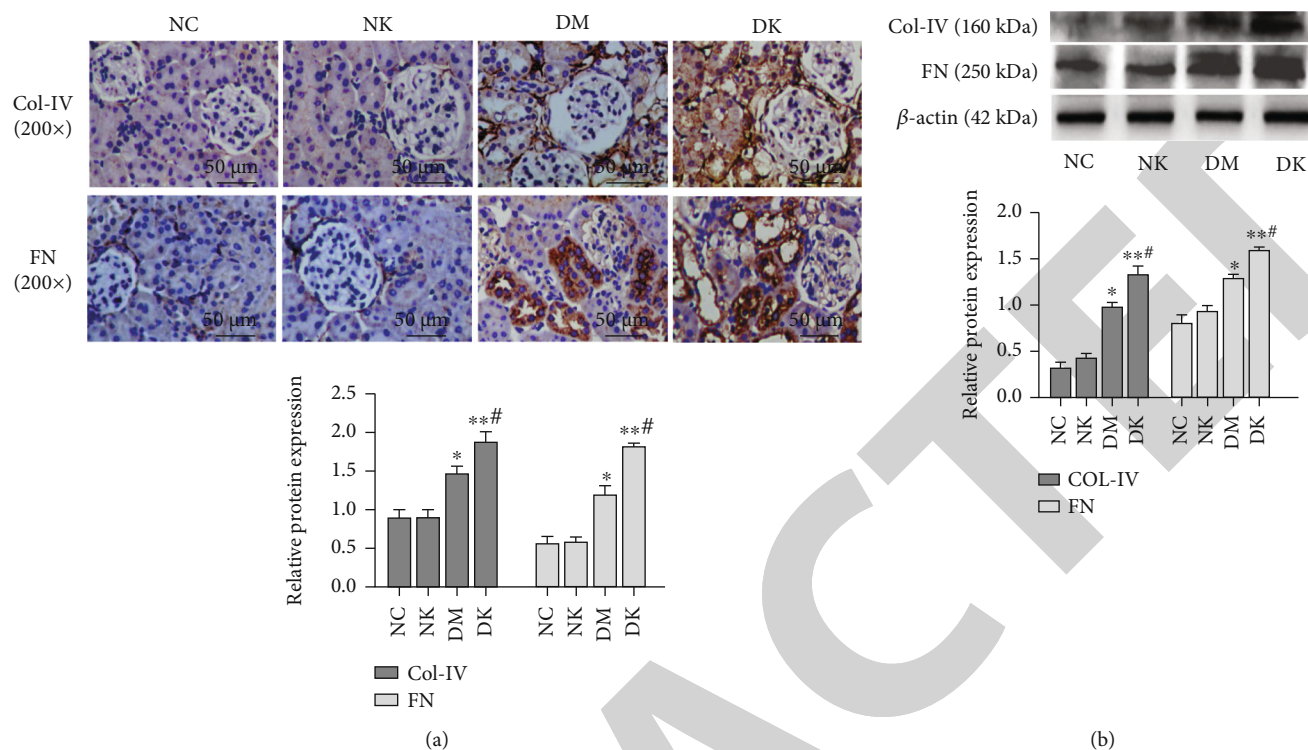 NC NK DM DK
Col-IV
(200×)
50 μm 50 μm 50 μm 50 μm
FN
(200×)
50 μm 50 μm 50 μm 50 μm
Relative protein expression
2.5
2.0
1.5
1.0
0.5
0.0
* **# * **#
NC NK DM DK NC NK DM DK
Col-IV
FN
(a)
Col-IV (160 kDa)
FN (250 kDa)
β-actin (42 kDa)
NC NK DM DK
Relative protein expression
2.0
1.5
1.0
0.5
0.0
* **# * **#
NC NK DM DK NC NK DM DK
COL-IV
FN
(b)